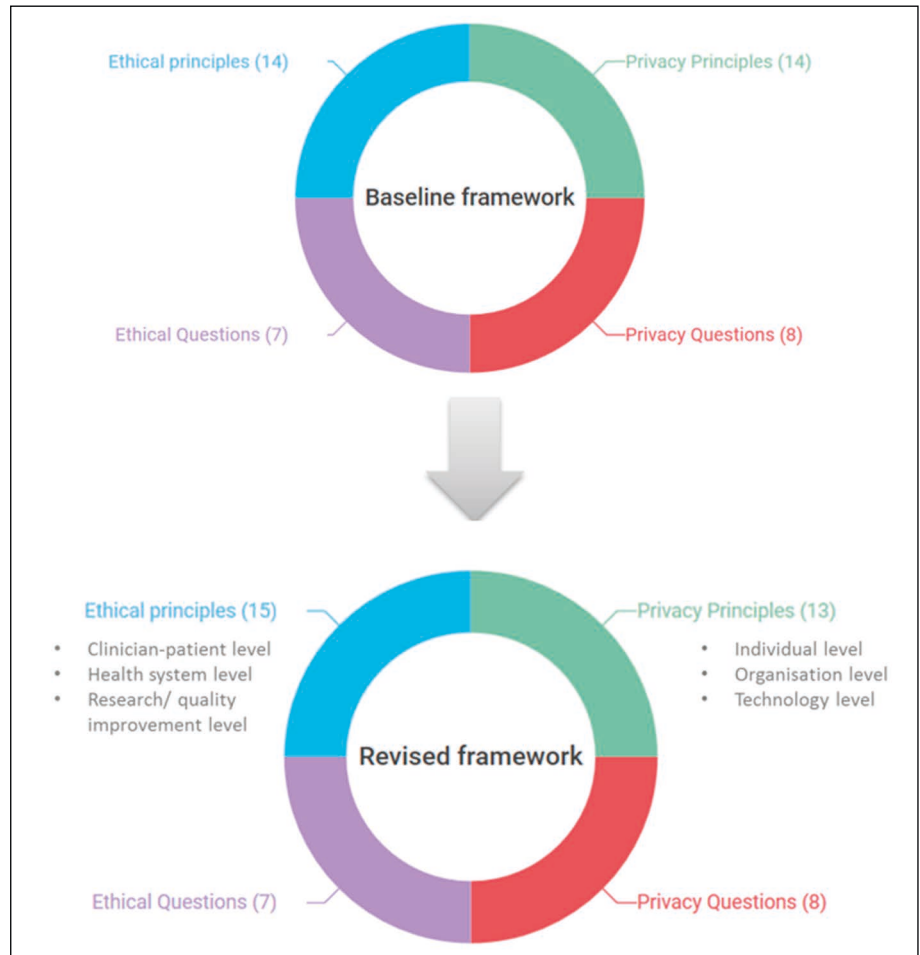 Ethical principles (14)
Privacy Principles (14)
Baseline framework
Ethical Questions (7)
Privacy Questions (8)
Ethical principles (15)
• Clinician-patient level
• Health system level
• Research/ quality
improvement level
Privacy Principles (13)
• Individual level
• Organisation level
• Technology level
Revised framework
Ethical Questions (7)
Privacy Questions (8)